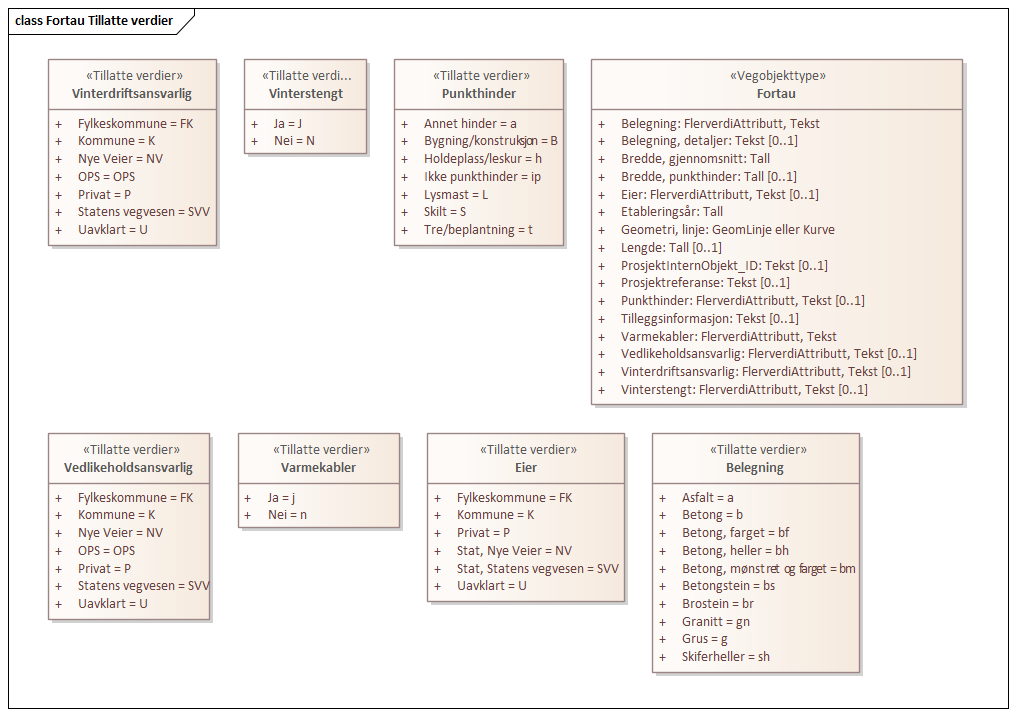 class Fortau Tillatte verdier
«Tillatte verdier»
Vinterdriftsansvarlig
+ Fylkeskommune = FK
+ Kommune = K
+ Nye Veier = NV
+ OPS = OPS
+ Privat = P
+ Statens vegvesen = SVV
+ Uavklart = U
«Tillatte verdi...
Vinterstengt
+ Ja = J
+ Nei = N
«Tillatte verdier»
Punkthinder
+ Annet hinder = a
+ Bygning/konstruksjon = B
+ Holdeplass/leskur = h
+ Ikke punkthinder = ip
+ Lysmast = L
+ Skilt = S
+ Tre/beplantning = t
«Vegobjekttype»
Fortau
+ Belegning: FlerverdiAttributt, Tekst
+ Belegning, detaljer: Tekst [0..1]
+ Bredde, gjennomsnitt: Tall
+ Bredde, punkthinder: Tall [0..1]
+ Eier: FlerverdiAttributt, Tekst [0..1]
+ Etableringsår: Tall
+ Geometri, linje: GeomLinje eller Kurve
+ Lengde: Tall [0..1]
+ ProsjektInternObjekt_ID: Tekst [0..1]
+ Prosjektreferanse: Tekst [0..1]
+ Punkthinder: FlerverdiAttributt, Tekst [0..1]
+ Tilleggsinformasjon: Tekst [0..1]
+ Varmekabler: FlerverdiAttributt, Tekst
+ Vedlikeholdsansvarlig: FlerverdiAttributt, Tekst [0..1]
+ Vinterdriftsansvarlig: FlerverdiAttributt, Tekst [0..1]
+ Vinterstengt: FlerverdiAttributt, Tekst [0..1]
«Tillatte verdier»
Vedlikeholdsansvarlig
+ Fylkeskommune = FK
+ Kommune = K
+ Nye Veier = NV
+ OPS = OPS
+ Privat = P
+ Statens vegvesen = SVV
+ Uavklart = U
«Tillatte verdier»
Varmekabler
+ Ja = j
+ Nei = n
«Tillatte verdier»
Eier
+ Fylkeskommune = FK
+ Kommune = K
+ Privat = P
+ Stat, Nye Veier = NV
+ Stat, Statens vegvesen = SVV
+ Uavklart = U
«Tillatte verdier»
Belegning
+ Asfalt = a
+ Betong = b
+ Betong, farget = bf
+ Betong, heller = bh
+ Betong, mønstret og farget = bm
+ Betongstein = bs
+ Brostein = br
+ Granitt = gn
+ Grus = g
+ Skiferheller = sh